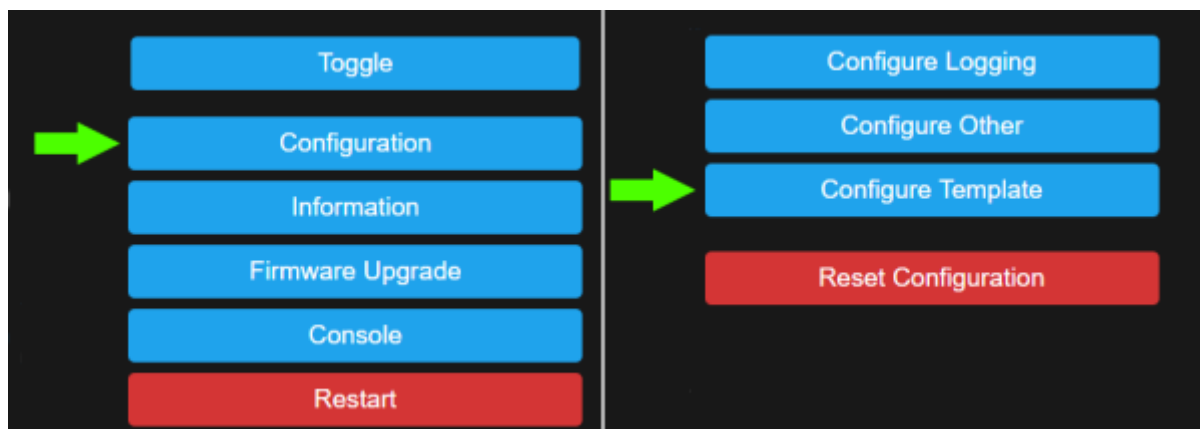 Toggle
Configuration
Information
Firmware Upgrade
Console
Restart
Configure Logging
Configure Other
Configure Template
Reset Configuration